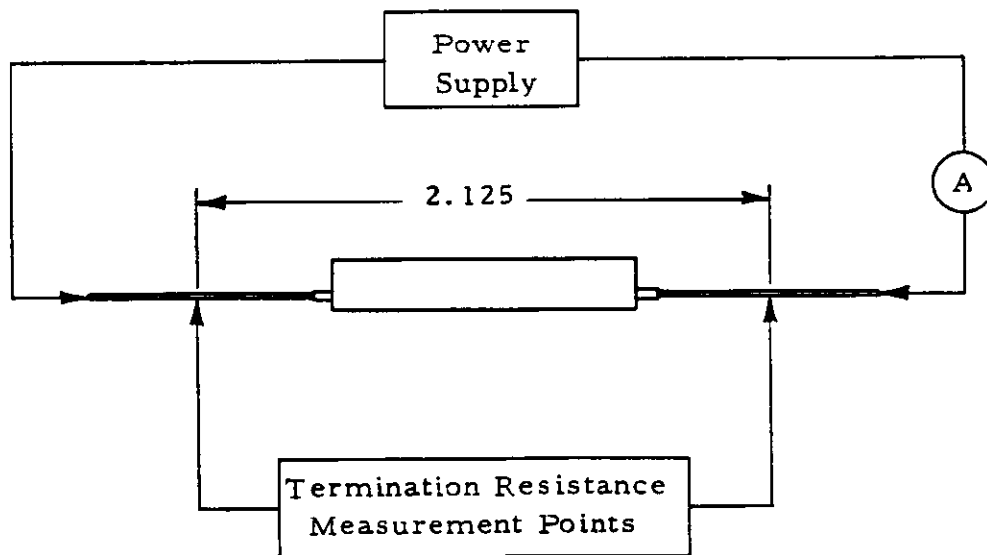 Power
Supply
A
2.125
Termination Resistance
Measurement Points